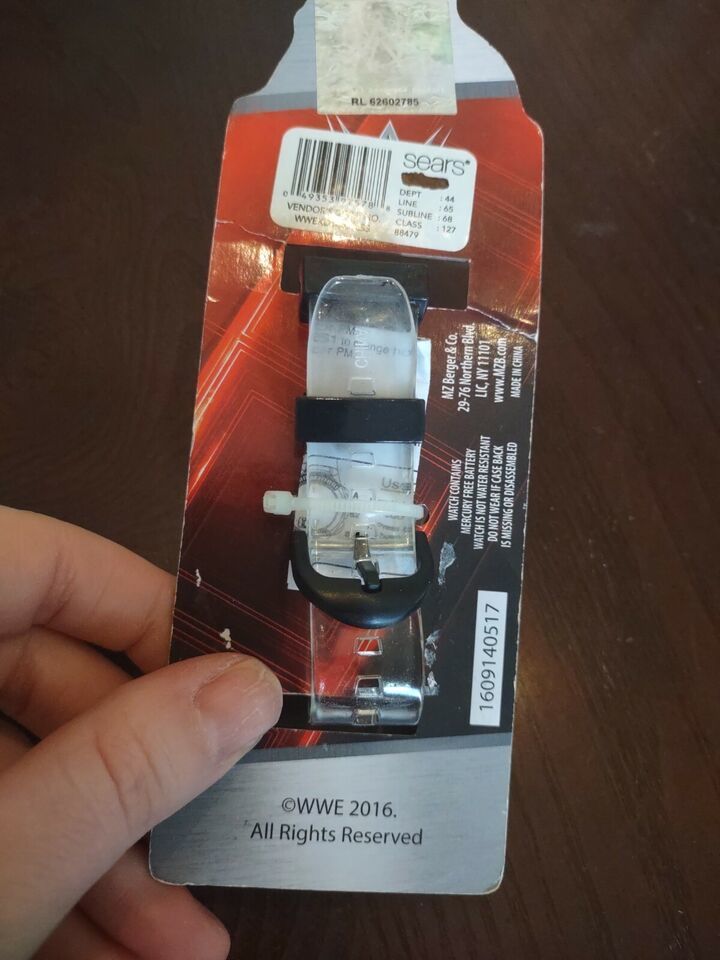 RL 62602785
sears®
DEPT : 44
LINE : 65
SUBLINE : 68
CLASS : 127
88479
VENDOR
CHINA
MZ Berger & Co.
29-76 Northern Blvd.
LIC, NY 11101
www.MZB.com
MADE IN CHINA
WATCH CONTAINS
MERCURY FREE BATTERY
WATCH IS NOT WATER RESISTANT
DO NOT WEAR IF CASE BACK
IS MISSING OR DISASSEMBLED
1609140517
©WWE 2016.
All Rights Reserved